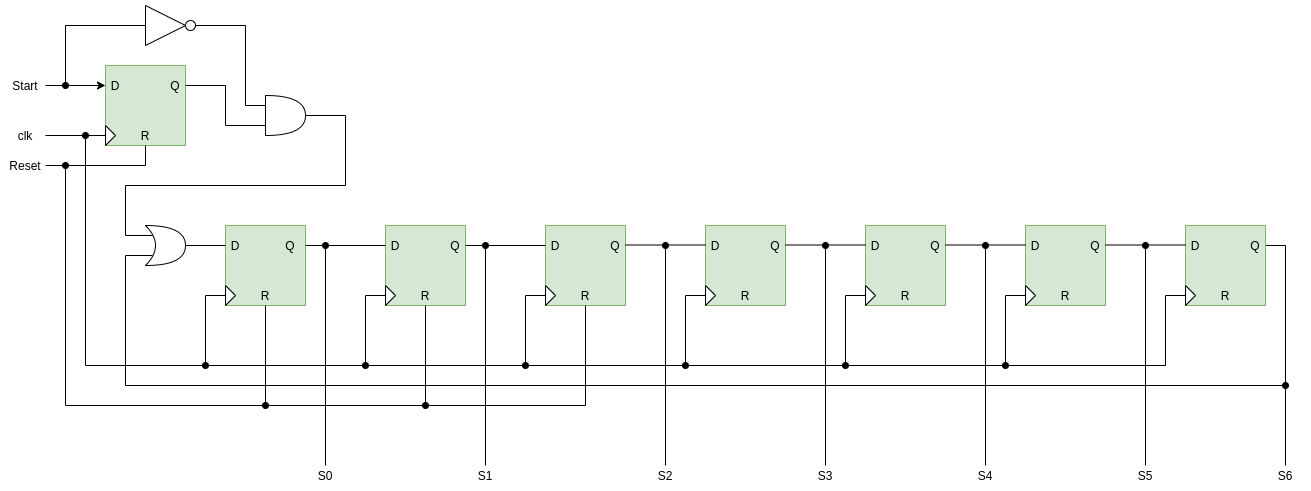 Start
D Q
clk
R
Reset
D Q D Q D Q D Q D Q D Q D Q
R R R R R R R
S0 S1 S2 S3 S4 S5 S6